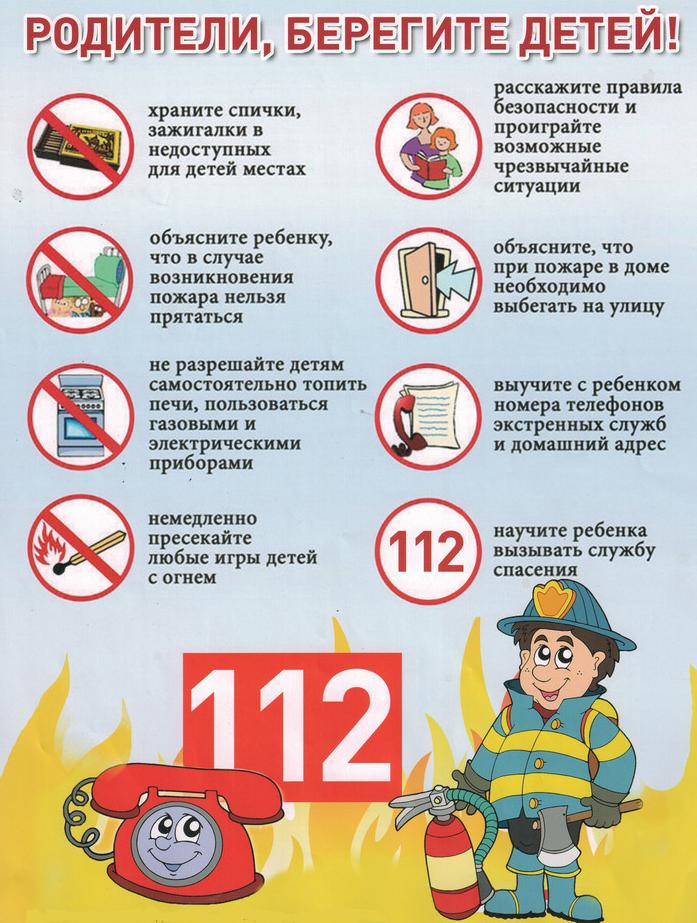 РОДИТЕЛИ, БЕРЕГИТЕ ДЕТЕЙ!
храните спички,
зажигалки в
недоступных
для детей местах
объясните ребенку,
что в случае
возникновения
пожара нельзя
прятаться
не разрешайте детям
самостоятельно топить
печи, пользоваться
газовыми и
электрическими
приборами
немедленно
пресекайте
любые игры детей
с огнем
расскажите правила
безопасности и
проиграйте
возможные
чрезвычайные
ситуации
объясните, что
при пожаре в доме
необходимо
выбегать на улицу
выучите с ребенком
номера телефонов
экстренных служб
и домашний адрес
112
научите ребенка
вызывать службу
спасения
112